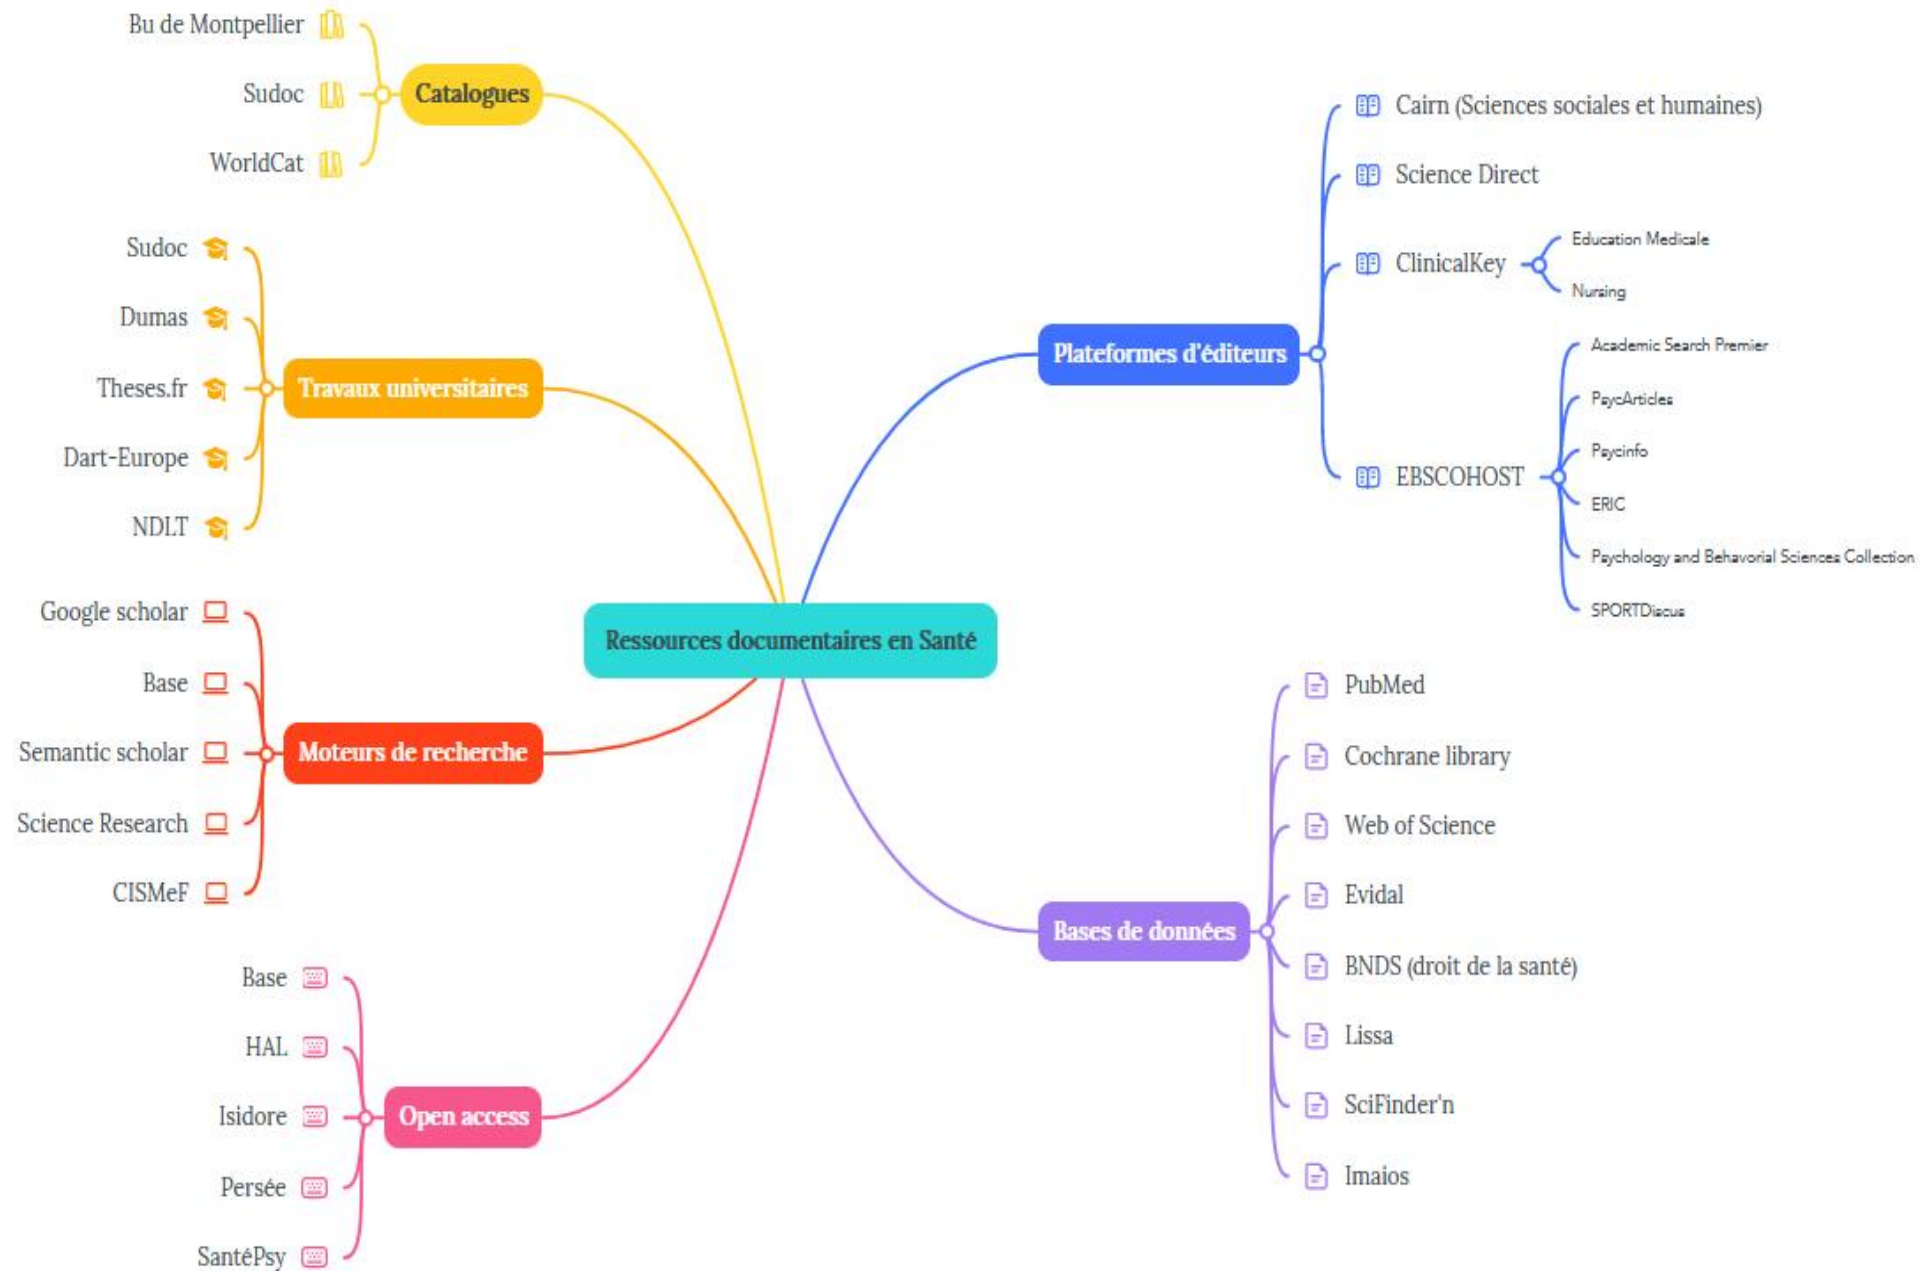 Bu de Montpellier
Sudoc
WorldCat
Catalogues
Sudoc
Dumas
Theses.fr
Dart-Europe
NDLT
Travaux universitaires
Google scholar
Base
Semantic scholar
Science Research
CISMeF
Moteurs de recherche
Base
HAL
Isidore
Persée
SantéPsy
Open access
Ressources documentaires en Santé
Plateformes d'éditeurs
Cairn (Sciences sociales et humaines)
Science Direct
ClinicalKey
Education Medicale
Nursing
EBSCOHOST
Academic Search Premier
PsycArticles
Psycinfo
ERIC
Psychology and Behavorial Sciences Collection
SPORTDiscus
Bases de données
PubMed
Cochrane library
Web of Science
Evidal
BNDS (droit de la santé)
Lissa
SciFinder'n
Imaios